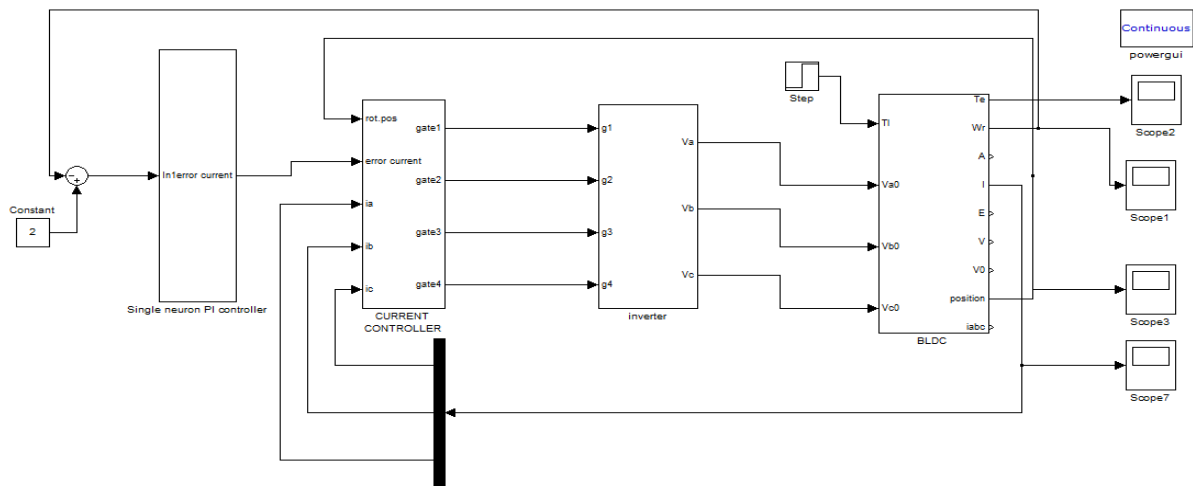 Continuous
powergui
Step
Te
Wr
A
I
E
V
V0
position
iabc
Tl
Va0
Vb0
Vc0
BLDC
Scope2
Scope1
Scope3
Scope7
rot.pos
error current
ia
ib
ic
gate1
gate2
gate3
gate4
CURRENT
CONTROLLER
g1
g2
g3
g4
Va
Vb
Vc
inverter
In1error current
Single neuron PI controller
Constant
2
-
+